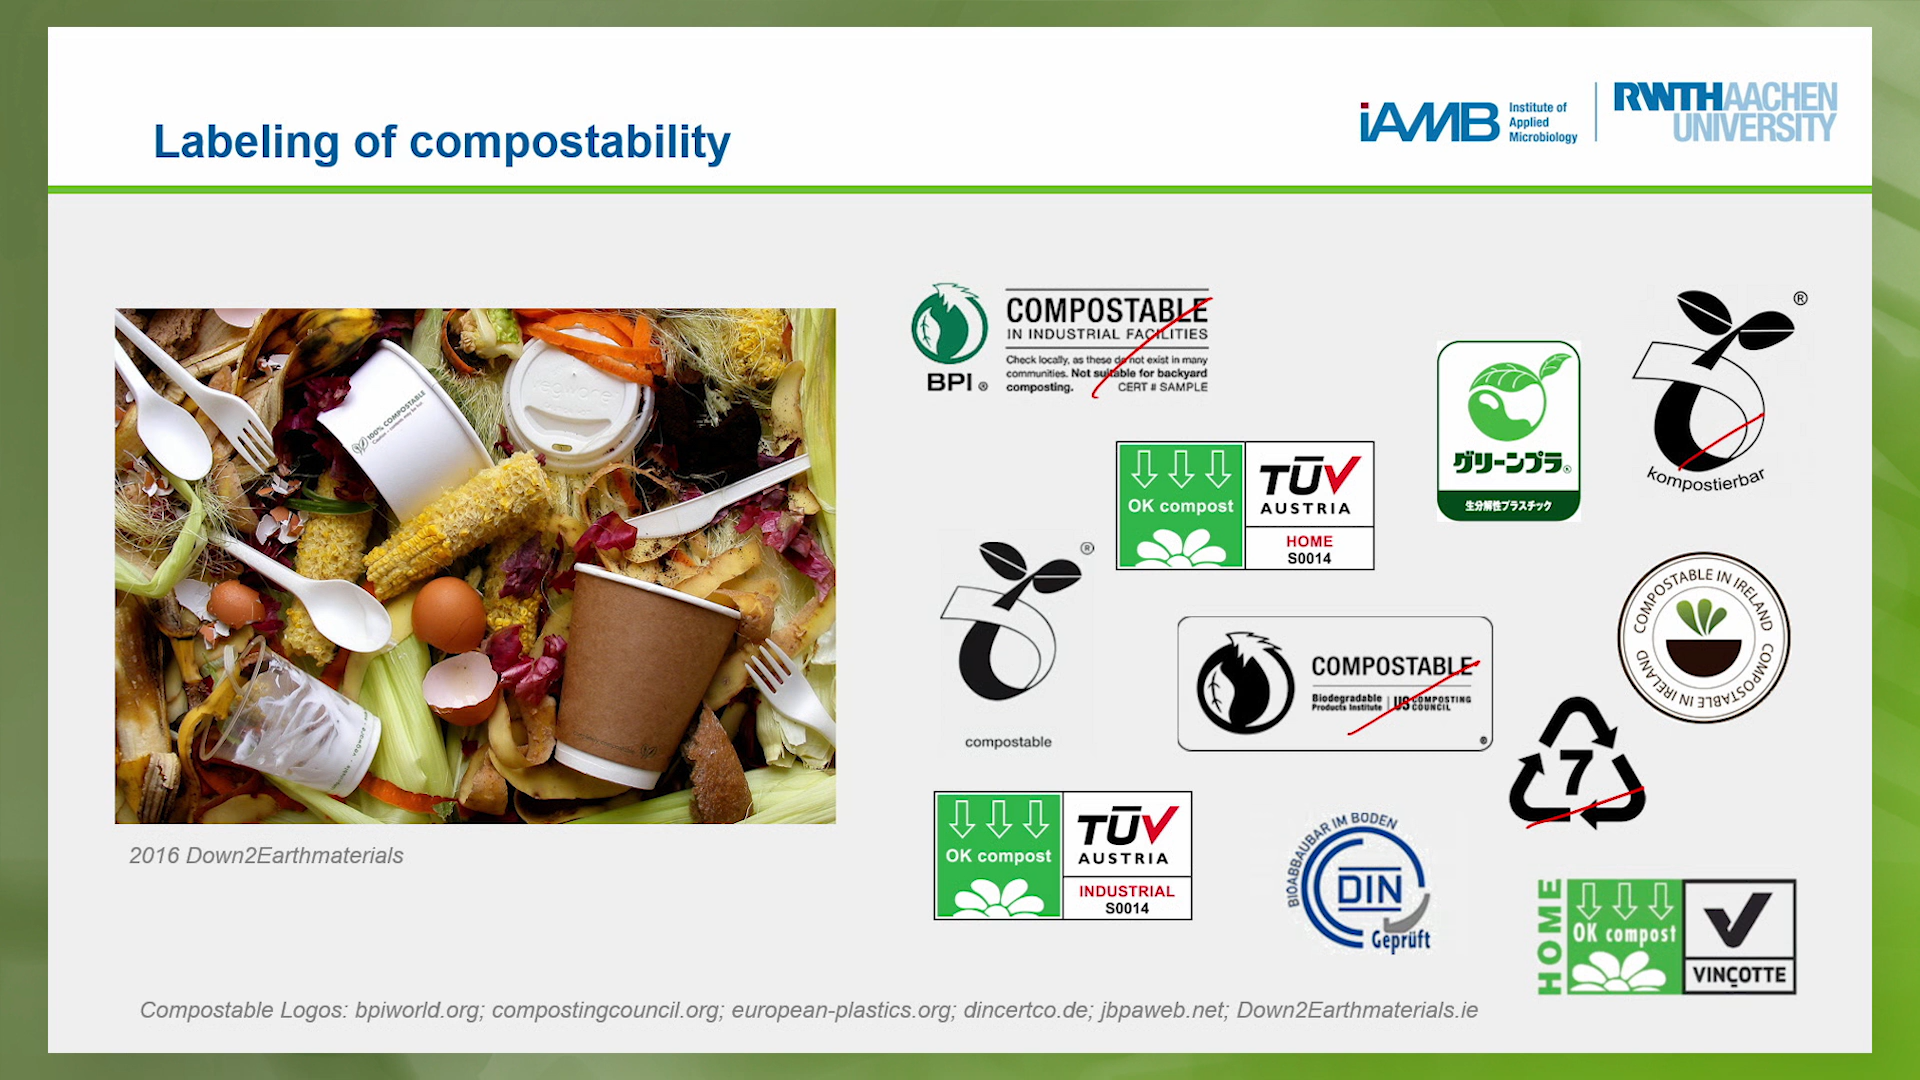 Labeling of compostability
iAMB
Institute of
Applied
Microbiology
RWTHAACHEN
UNIVERSITY
BPI ®
COMPOSTABLE
IN INDUSTRIAL FACILITIES
Check locally, as these do not exist in many
communities. Not suitable for backyard
composting. CERT # SAMPLE
グリーンプラ®
生分解性プラスチック
®
kompostierbar
OK compost
TÜV
AUSTRIA
HOME
S0014
®
compostable
COMPOSTABLE
Biodegradable
Products Institute
US COMPOSTING
COUNCIL
®
COMPOSTABLE IN IRELAND
COMPOSTABLE IN IRELAND
7
OK compost
TÜV
AUSTRIA
INDUSTRIAL
S0014
BIOABBAUBAR IM BODEN
DIN
Geprüft
HOME
OK compost
VINÇOTTE
100% COMPOSTABLE
2016 Down2Earthmaterials
Compostable Logos: bpiworld.org; compostingcouncil.org; european-plastics.org; dincertco.de; jbpaweb.net; Down2Earthmaterials.ie